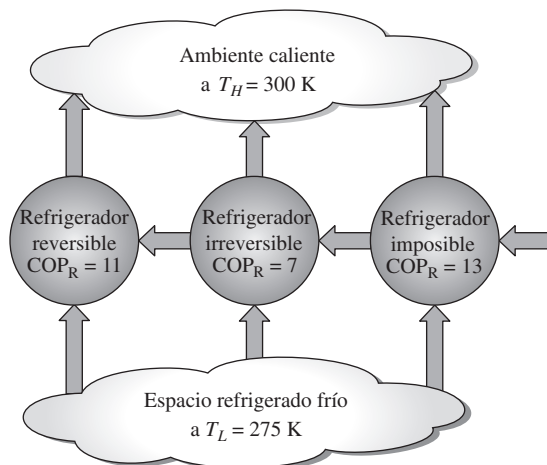 Ambiente caliente
a T_H = 300 K
Refrigerador
reversible
COP_R = 11
Refrigerador
irreversible
COP_R = 7
Refrigerador
imposible
COP_R = 13
Espacio refrigerado frío
a T_L = 275 K